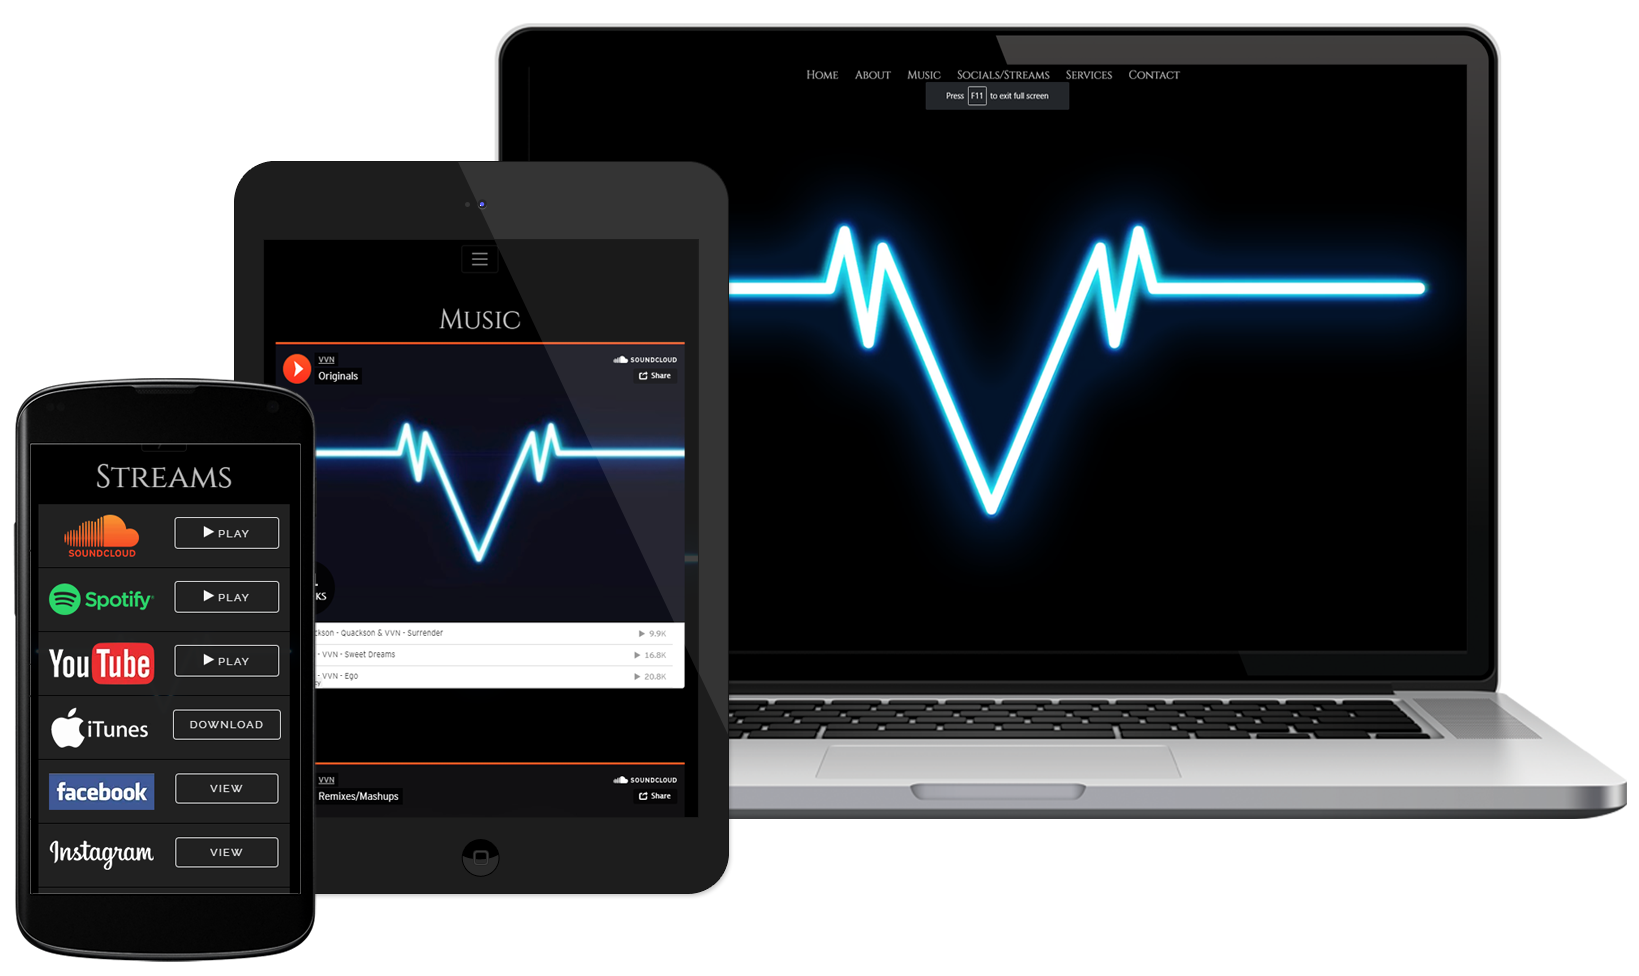 Home About Music Socials/Streams Services Contact
Press F11 to exit full screen
Music
VVN
Originals
SOUNDCLOUD
Share
Quackson & VVN - Surrender
9.9K
- VVN - Sweet Dreams
16.8K
- VVN - Ego
20.8K
VVN
Remixes/Mashups
SOUNDCLOUD
Share
Streams
SOUNDCLOUD
PLAY
Spotify
PLAY
YouTube
PLAY
iTunes
DOWNLOAD
facebook
VIEW
Instagram
VIEW